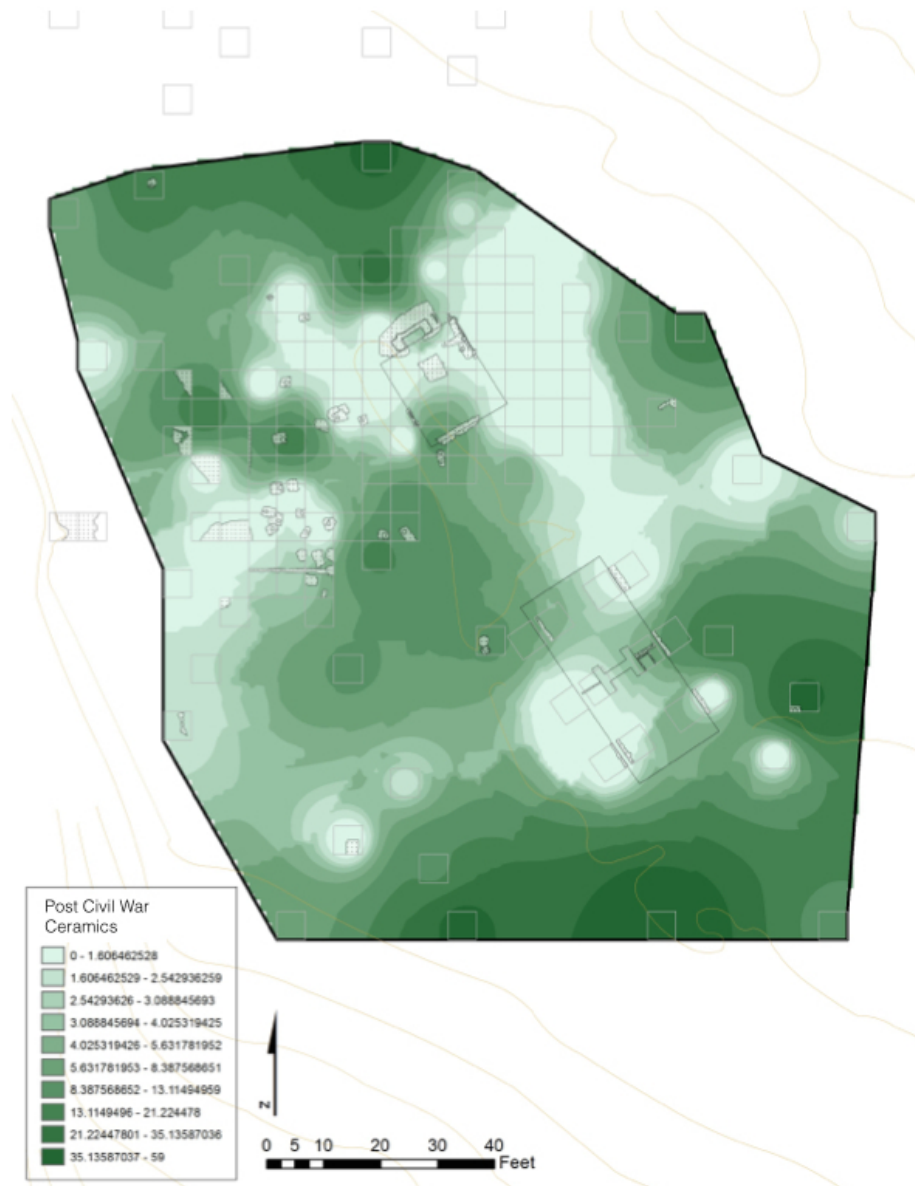 Post Civil War
Ceramics
0 - 1.606462528
1.606462529 - 2.542936259
2.54293626 - 3.088845693
3.088845694 - 4.025319425
4.025319426 - 5.631781952
5.631781953 - 8.387568651
8.387568652 - 13.11494959
13.1149496 - 21.224478
21.22447801 - 35.13587036
35.13587037 - 59
N
0 5 10 20 30 40
Feet